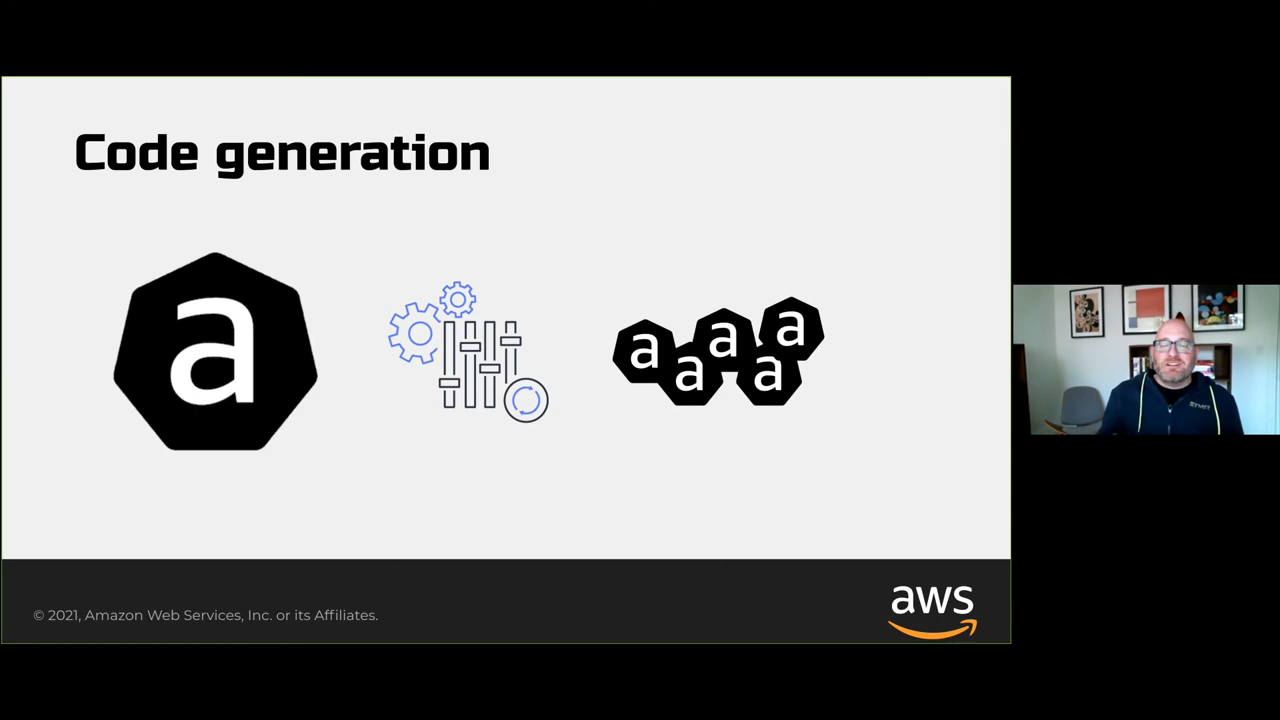 Code generation
a
a
a
a
a
a
© 2021, Amazon Web Services, Inc. or its Affiliates.
aws